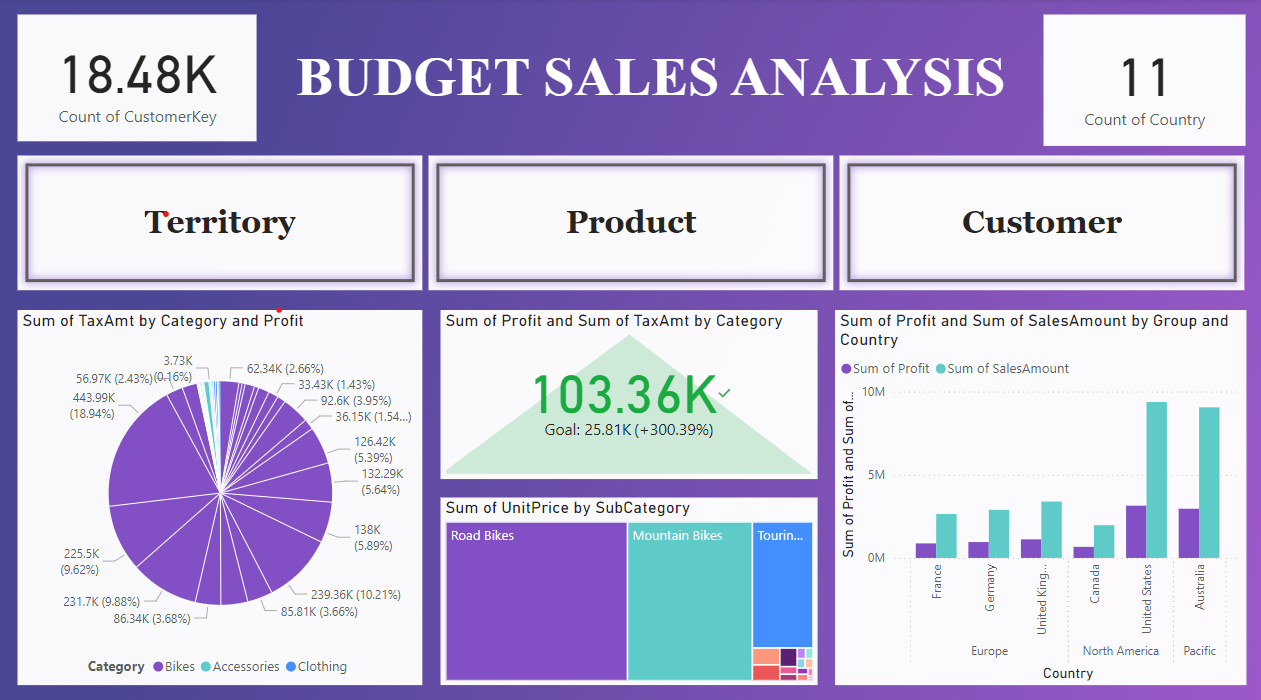 18.48K
Count of CustomerKey
BUDGET SALES ANALYSIS
11
Count of Country
Territory
Product
Customer
Sum of TaxAmt by Category and Profit
3.73K
(0.16%)
56.97K (2.43%)
443.99K
(18.94%)
62.34K (2.66%)
33.43K (1.43%)
92.6K (3.95%)
36.15K (1.54...)
126.42K
(5.39%)
132.29K
(5.64%)
138K
(5.89%)
239.36K (10.21%)
85.81K (3.66%)
86.34K (3.68%)
231.7K (9.88%)
225.5K
(9.62%)
Category Bikes Accessories Clothing
Sum of Profit and Sum of TaxAmt by Category
103.36K
Goal: 25.81K (+300.39%)
Sum of UnitPrice by SubCategory
Road Bikes
Mountain Bikes
Tourin...
Sum of Profit and Sum of SalesAmount by Group and
Country
Sum of Profit Sum of SalesAmount
Sum of Profit and Sum of...
10M
5M
0M
France
Germany
United King...
Canada
United States
Australia
Europe
North America
Pacific
Country